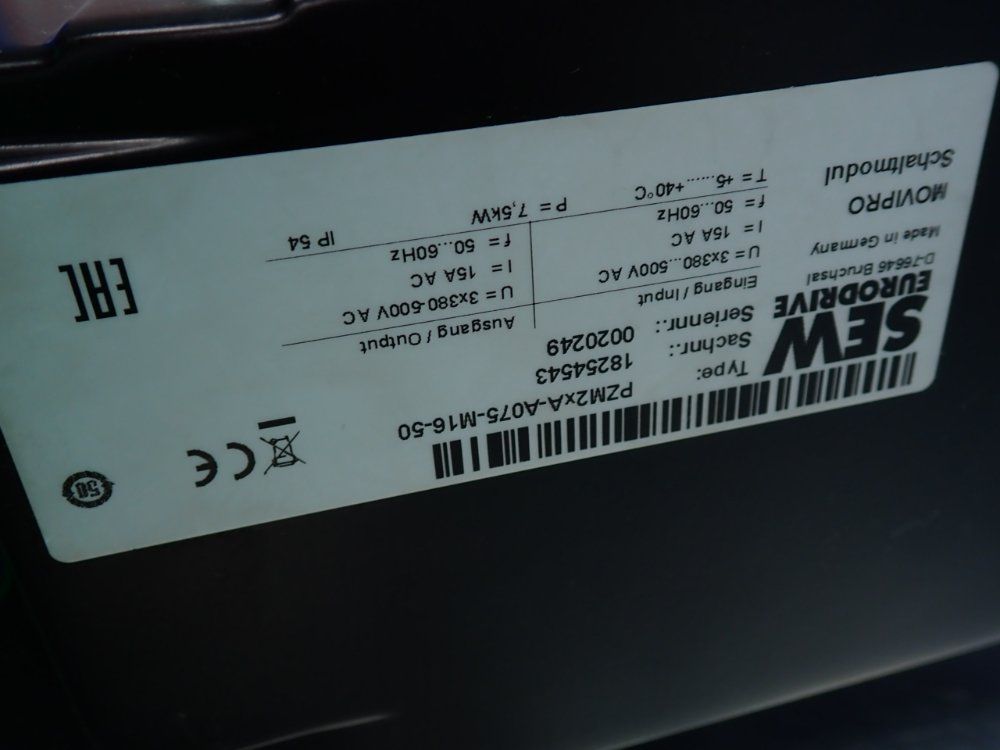 SEW
EURODRIVE
D-76646 Bruchsal
Made in Germany
MOVIPRO
Schaltmodul
Type: PZM2xA-A075-M16-50
Sachnr.: 18254543
Seriennr.: 0020249
Eingang / Input
U = 3x380...500V AC
I = 15A AC
f = 50...60Hz
T = +5......+40°C
Ausgang / Output
U = 3x380-500V AC
I = 15A AC
f = 50...60Hz
P = 7,5kW
IP 54
CE
50
EAC